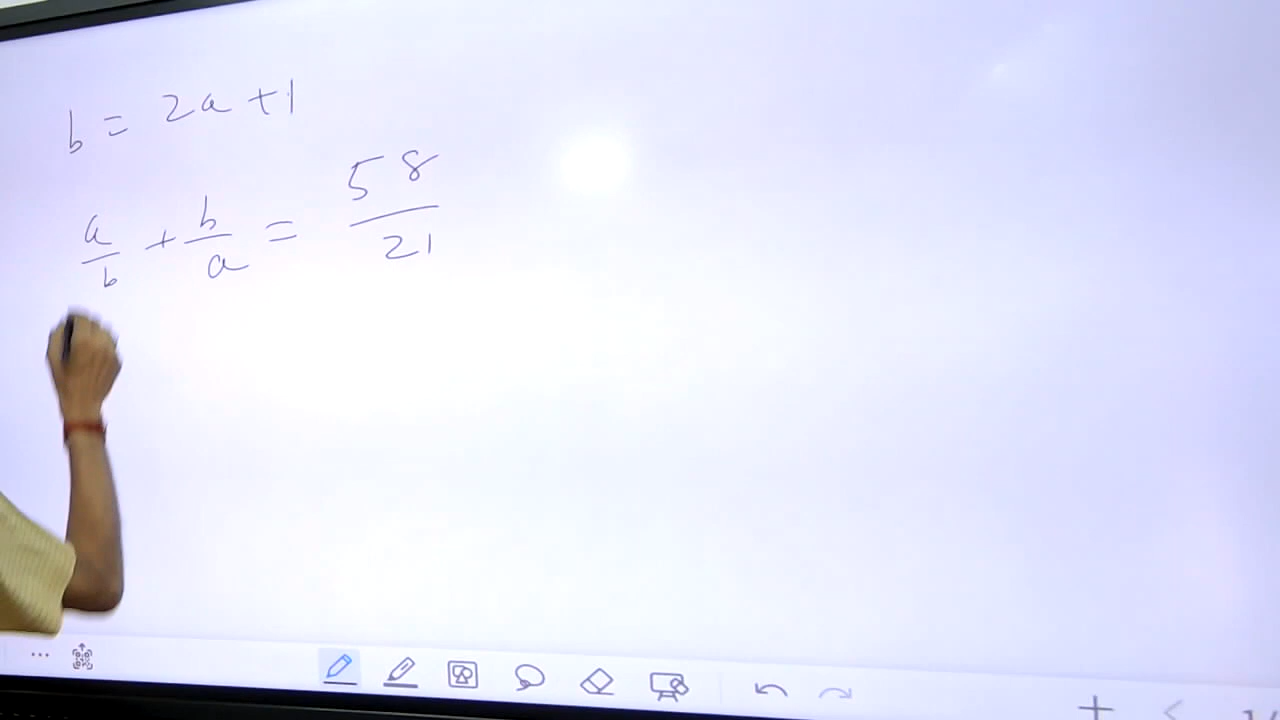 b = 2a + 1
a/b + b/a = 58/21